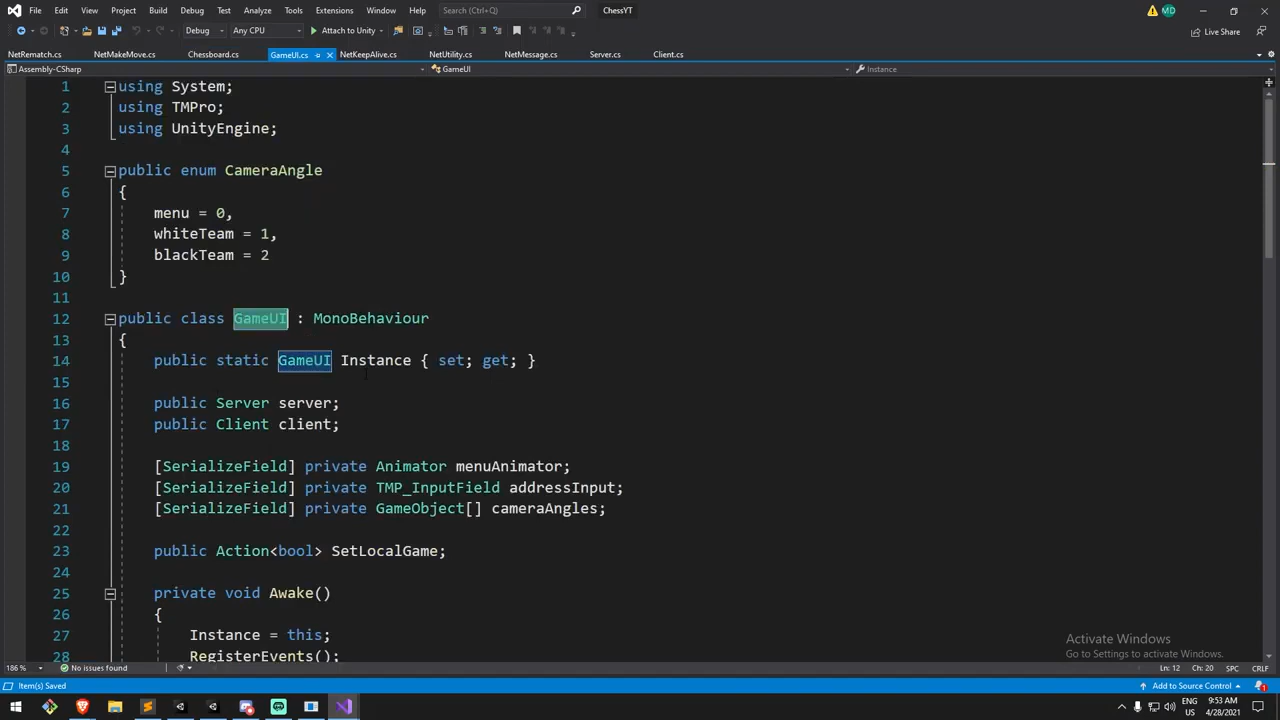 File Edit View Project Build Debug Test Analyze Tools Extensions Window Help Search (Ctrl+Q) ChessYT MD
Debug Any CPU Attach to Unity Live Share
NetRematch.cs NetMakeMove.cs Chessboard.cs GameUI.cs NetKeepAlive.cs NetUtility.cs NetMessage.cs Server.cs Client.cs
Assembly-CSharp GameUI Instance
1 using System;
2 using TMPro;
3 using UnityEngine;
4
5 public enum CameraAngle
6 {
7 menu = 0,
8 whiteTeam = 1,
9 blackTeam = 2
10 }
11
12 public class GameUI : MonoBehaviour
13 {
14 public static GameUI Instance { set; get; }
15
16 public Server server;
17 public Client client;
18
19 [SerializeField] private Animator menuAnimator;
20 [SerializeField] private TMP_InputField addressInput;
21 [SerializeField] private GameObject[] cameraAngles;
22
23 public Action<bool> SetLocalGame;
24
25 private void Awake()
26 {
27 Instance = this;
28 RegisterEvents();
Activate Windows
Go to Settings to activate Windows.
186 % No issues found Ln: 12 Ch: 20 SPC CRLF
Item(s) Saved Add to Source Control 1
ENG 9:53 AM
US 4/28/2021